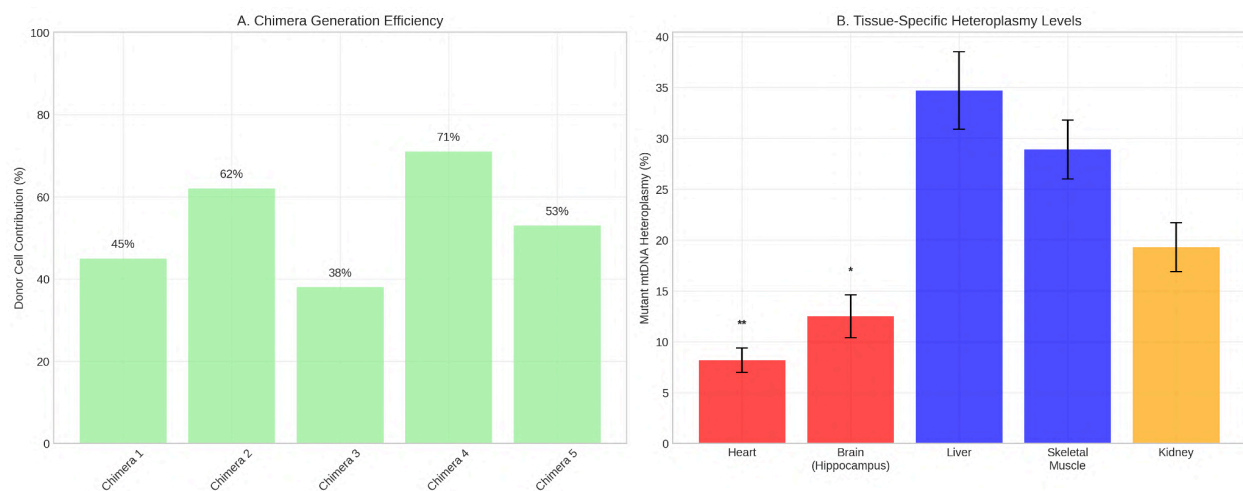 A. Chimera Generation Efficiency
Donor Cell Contribution (%)
100
80
60
40
20
0
45%
62%
38%
71%
53%
Chimera 1
Chimera 2
Chimera 3
Chimera 4
Chimera 5
B. Tissue-Specific Heteroplasmy Levels
Mutant mtDNA Heteroplasmy (%)
40
35
30
25
20
15
10
5
0
**
*
Heart
Brain
(Hippocampus)
Liver
Skeletal
Muscle
Kidney